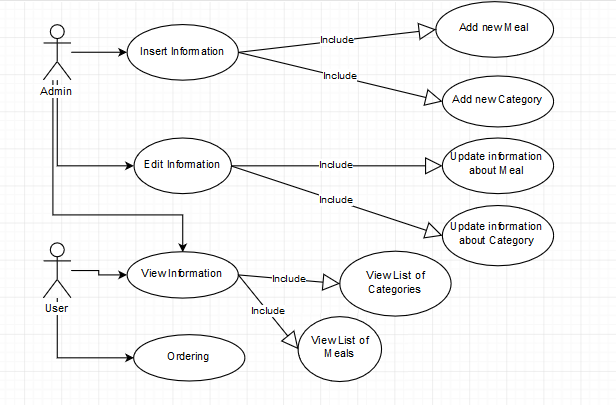 Add new Meal
Include
Insert Information
Include
Admin
Add new Category
Edit Information
Include
Update information
about Meal
Include
Update information
about Category
View Information
Include
View List of
Categories
User
Include
View List of
Meals
Ordering